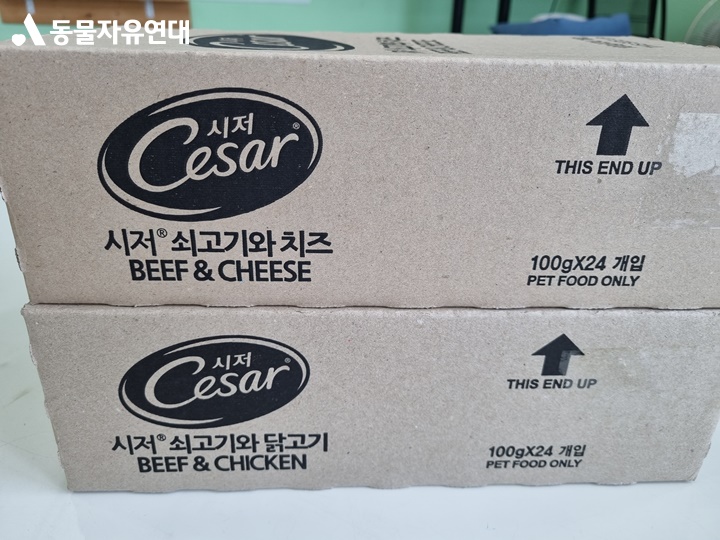 동물자유연대
시저
Cesar®
THIS END UP
시저® 쇠고기와 치즈
BEEF & CHEESE
100gX24 개입
PET FOOD ONLY
시저
Cesar®
THIS END UP
시저® 쇠고기와 닭고기
BEEF & CHICKEN
100gX24 개입
PET FOOD ONLY